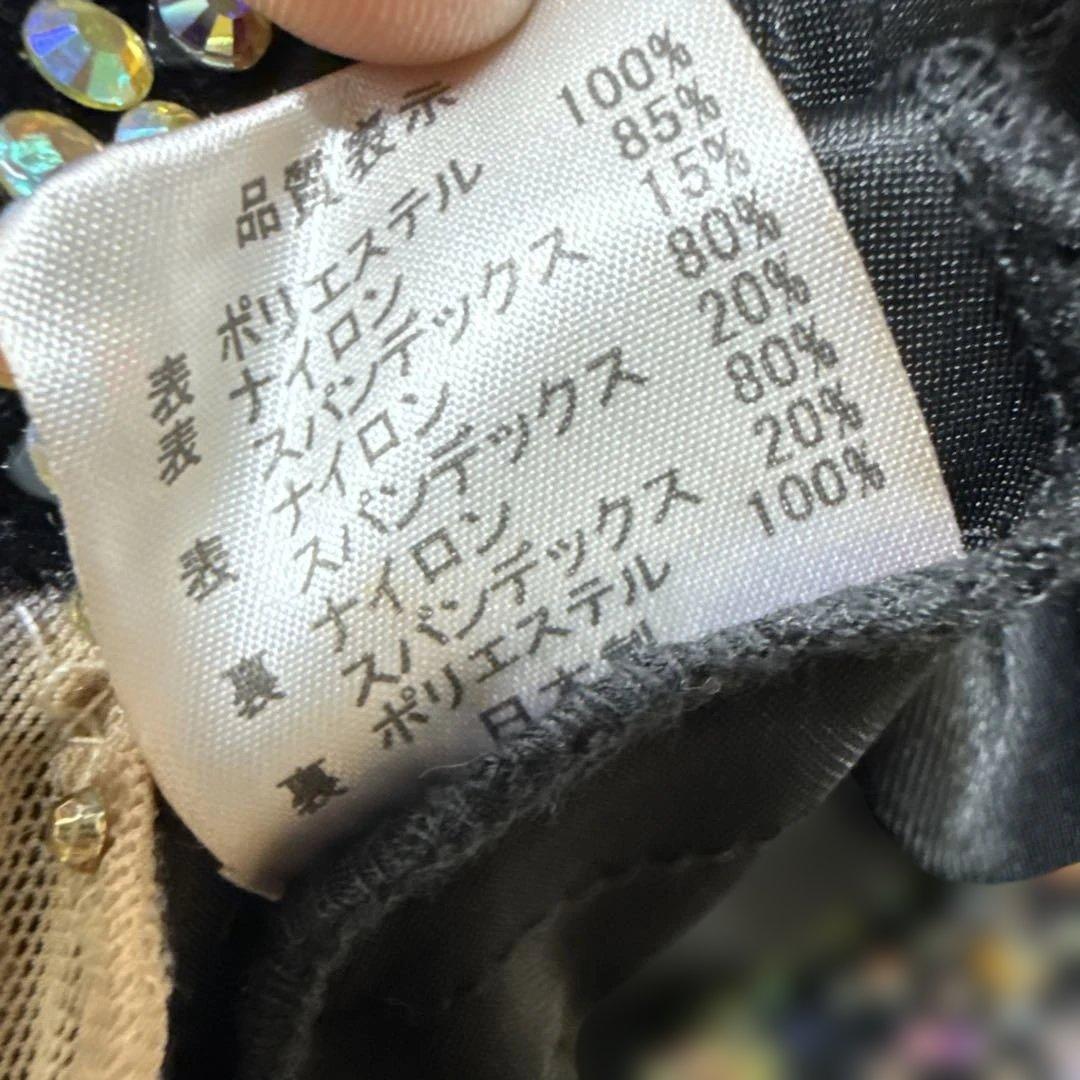 品質表示
表 ポリエステル 100%
表 ナイロン 85%
スパンデックス 15%
表 ナイロン 80%
スパンデックス 20%
裏 ナイロン 80%
スパンデックス 20%
裏 ポリエステル 100%
日本製